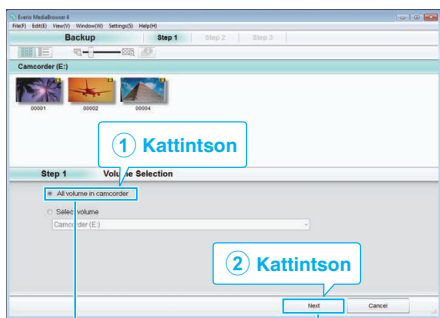 Everio MediaBrowser 4
File(F) Edit(E) View(V) Window(W) Settings(S) Help(H)
Backup Step 1 Step 2 Step 3
Camcorder (E:)
00001 00002 00004
① Kattintson
Step 1 Volume Selection
All volume in camcorder
Select volume
Camcorder (E:)
② Kattintson
Next Cancel